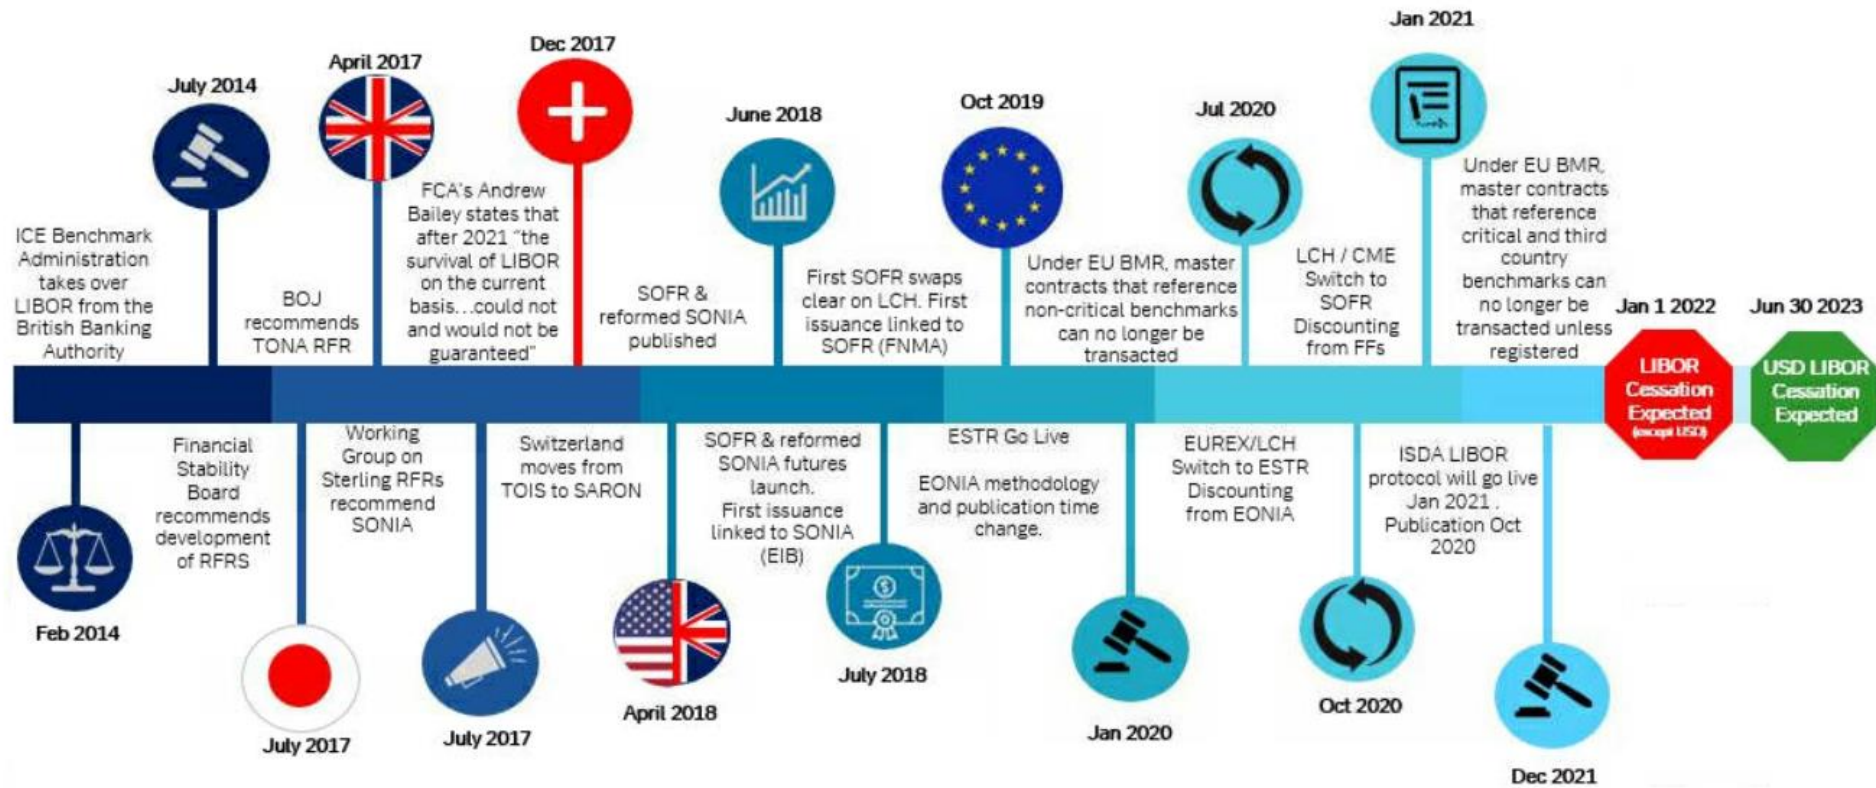 Jan 2021
Dec 2017
April 2017
July 2014
Oct 2019
Jul 2020
June 2018
ICE Benchmark
Administration
takes over
LIBOR from the
British Banking
Authority
BOJ
recommends
TONA RFR
FCA's Andrew
Bailey states that
after 2021 "the
survival of LIBOR
on the current
basis...could not
and would not be
guaranteed"
SOFR &
reformed SONIA
published
First SOFR swaps
clear on LCH. First
issuance linked to
SOFR (FNMA)
Under EU BMR, master
contracts that reference
non-critical benchmarks
can no longer be
transacted
LCH / CME
Switch to
SOFR
Discounting
from FFs
Under EU BMR,
master contracts
that reference
critical and third
country
benchmarks can
no longer be
transacted unless
registered
Jan 1 2022
LIBOR
Cessation
Expected
(except USD)
Jun 30 2023
USD LIBOR
Cessation
Expected
Financial
Stability
Board
recommends
development
of RFRS
Working
Group on
Sterling RFRs
recommend
SONIA
Switzerland
moves from
TOIS to SARON
SOFR & reformed
SONIA futures
launch.
First issuance
linked to SONIA
(EIB)
ESTR Go Live
EONIA methodology
and publication time
change.
EUREX/LCH
Switch to ESTR
Discounting
from EONIA
ISDA LIBOR
protocol will go live
Jan 2021 .
Publication Oct
2020
Feb 2014
July 2017
July 2017
April 2018
July 2018
Jan 2020
Oct 2020
Dec 2021